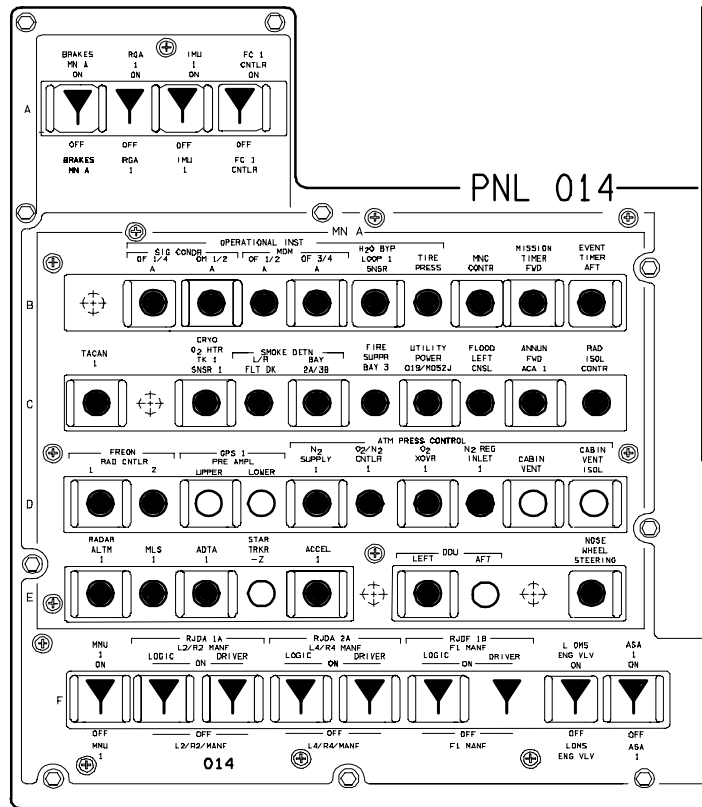 BRAKES RGA IMU FC 1
MN A 1 1 CNTLR
ON ON ON ON
A
OFF OFF OFF OFF
BRAKES RGA IMU FC 1
MN A 1 1 CNTLR
PNL 014
MN A
OPERATIONAL INST
SIG CONDR MDM H2O BYP TIRE MNC MISSION EVENT
OF 1/4 OM 1/2 OF 1/2 OF 3/4 LOOP 1 PRESS CONTR TIMER TIMER
A A A A SNSR FWD AFT
B
CRYO
TACAN O2 HTR SMOKE DETN FIRE UTILITY FLOOD ANNUN RAD
1 TK 1 L/R BAY SUPPR POWER LEFT FWD ISOL
SNSR 1 FLT DK 2A/3B BAY 3 O19/MO52J CNSL ACA 1 CONTR
C
ATM PRESS CONTROL
FREON GPS 1 N2 O2/N2 O2 N2 REG CABIN
RAD CNTLR PRE AMPL SUPPLY CNTLR XOVR INLET CABIN VENT
1 2 UPPER LOWER 1 1 1 1 VENT ISOL
D
RADAR STAR NOSE
ALTM MLS ADTA TRKR ACCEL DDU WHEEL
1 1 1 -Z 1 LEFT AFT STEERING
E
RJDA 1A RJDA 2A RJDF 1B
MMU L2/R2 MANF L4/R4 MANF F1 MANF L OMS ASA
1 LOGIC DRIVER LOGIC DRIVER LOGIC DRIVER ENG VLV 1
ON ON ON ON ON ON
F
OFF OFF OFF OFF OFF OFF
MMU L2/R2/MANF L4/R4/MANF F1 MANF LOMS ASA
1 ENG VLV 1
014